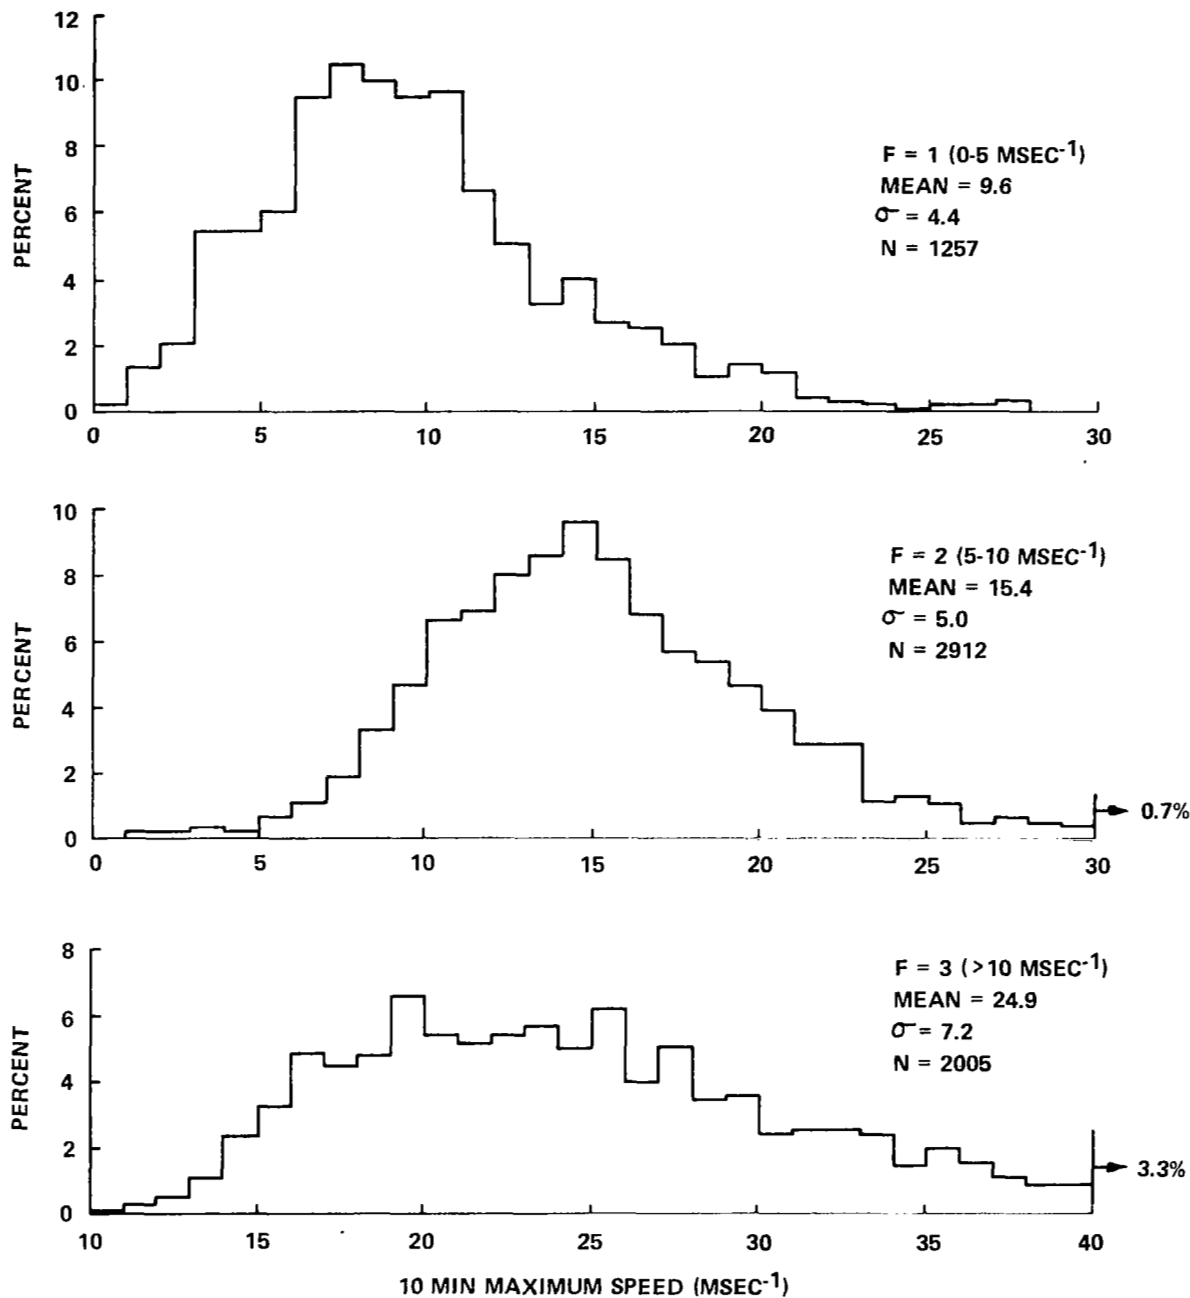 12
10
8
6
4
2
0
PERCENT
F = 1 (0-5 MSEC-1)
MEAN = 9.6
σ = 4.4
N = 1257
0 5 10 15 20 25 30
10
8
6
4
2
0
PERCENT
F = 2 (5-10 MSEC-1)
MEAN = 15.4
σ = 5.0
N = 2912
0.7%
0 5 10 15 20 25 30
8
6
4
2
0
PERCENT
F = 3 (>10 MSEC-1)
MEAN = 24.9
σ = 7.2
N = 2005
3.3%
10 15 20 25 30 35 40
10 MIN MAXIMUM SPEED (MSEC-1)